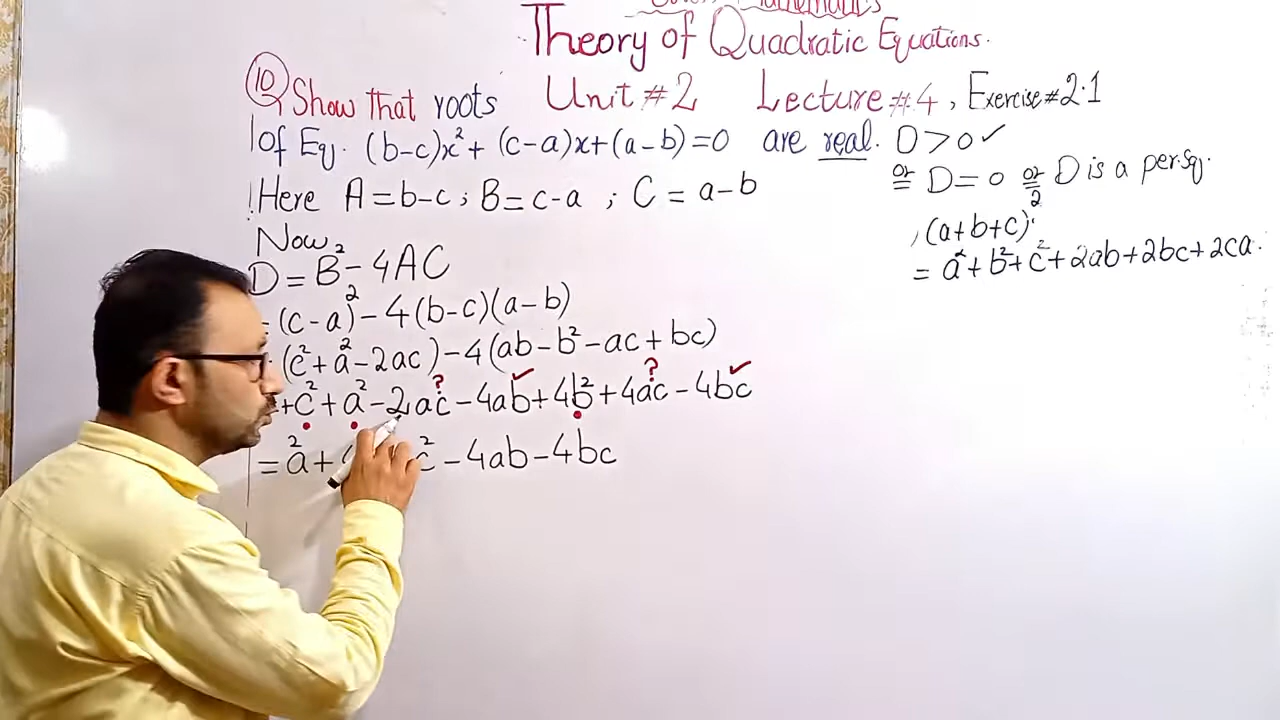 Theory of Quadratic Equations.
⑩ Show that roots Unit #2 Lecture #4, Exercise #2.1
of Eq. (b-c)x²+(c-a)x+(a-b)=0 are real. D>0✓
or D=0 or D is a per.sq.
Here A=b-c; B=c-a ; C=a-b
, (a+b+c)²
= a²+b²+c²+2ab+2bc+2ca.
Now
D=B²-4AC
=(c-a)²-4(b-c)(a-b)
(c²+a²-2ac)-4(ab-b²-ac+bc)
=+c²+a²-2ac-4ab+4b²+4ac-4bc
? ✓ ? ✓
=a²+ c²-4ab-4bc